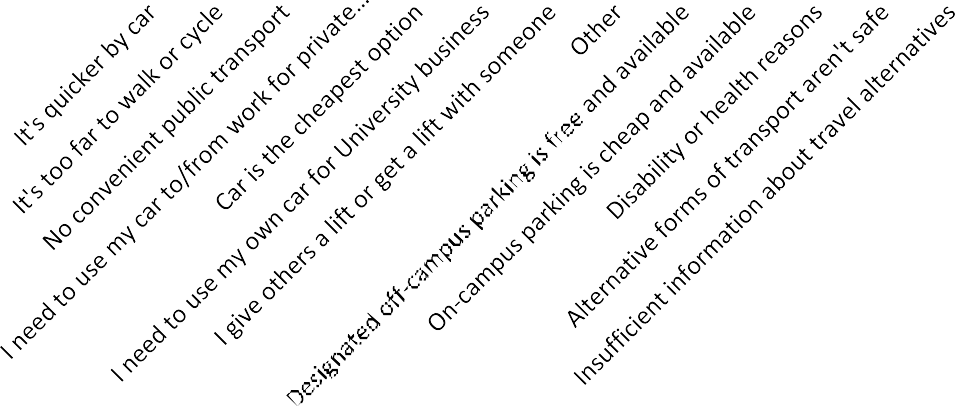 It's quicker by car
It's too far to walk or cycle
No convenient public transport
I need to use my car to/from work for private...
Car is the cheapest option
I need to use my own car for University business
I give others a lift or get a lift with someone
Other
Designated off-campus parking is free and available
On-campus parking is cheap and available
Disability or health reasons
Alternative forms of transport aren't safe
Insufficient information about travel alternatives